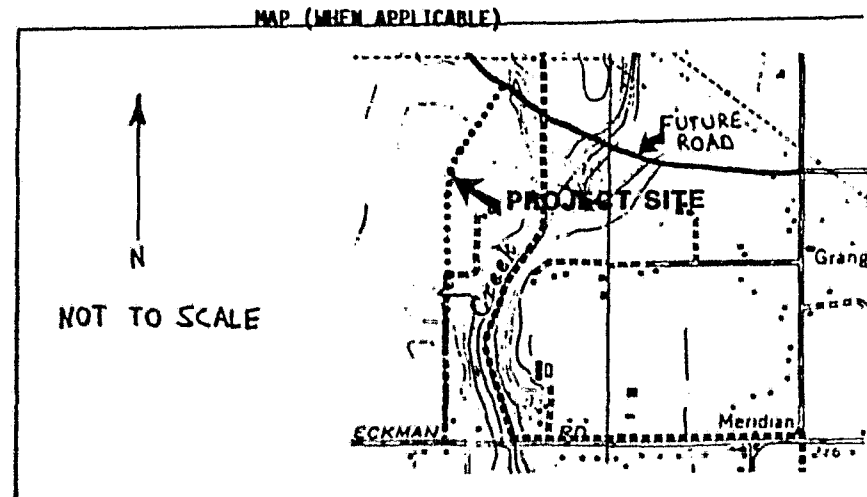 MAP (WHEN APPLICABLE)
FUTURE
ROAD
PROJECT SITE
N
Grang
Creek
NOT TO SCALE
ECKMAN RD
Meridian